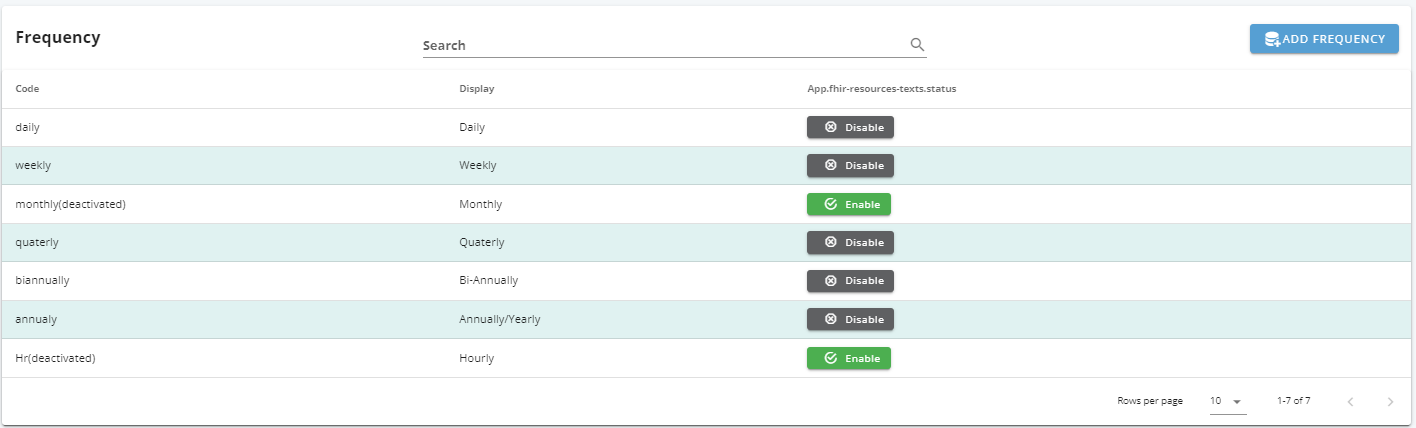 Frequency
Search
ADD FREQUENCY
Code Display App.fhir-resources-texts.status
daily Daily Disable
weekly Weekly Disable
monthly(deactivated) Monthly Enable
quaterly Quaterly Disable
biannually Bi-Annually Disable
annualy Annually/Yearly Disable
Hr(deactivated) Hourly Enable
Rows per page 10 1-7 of 7